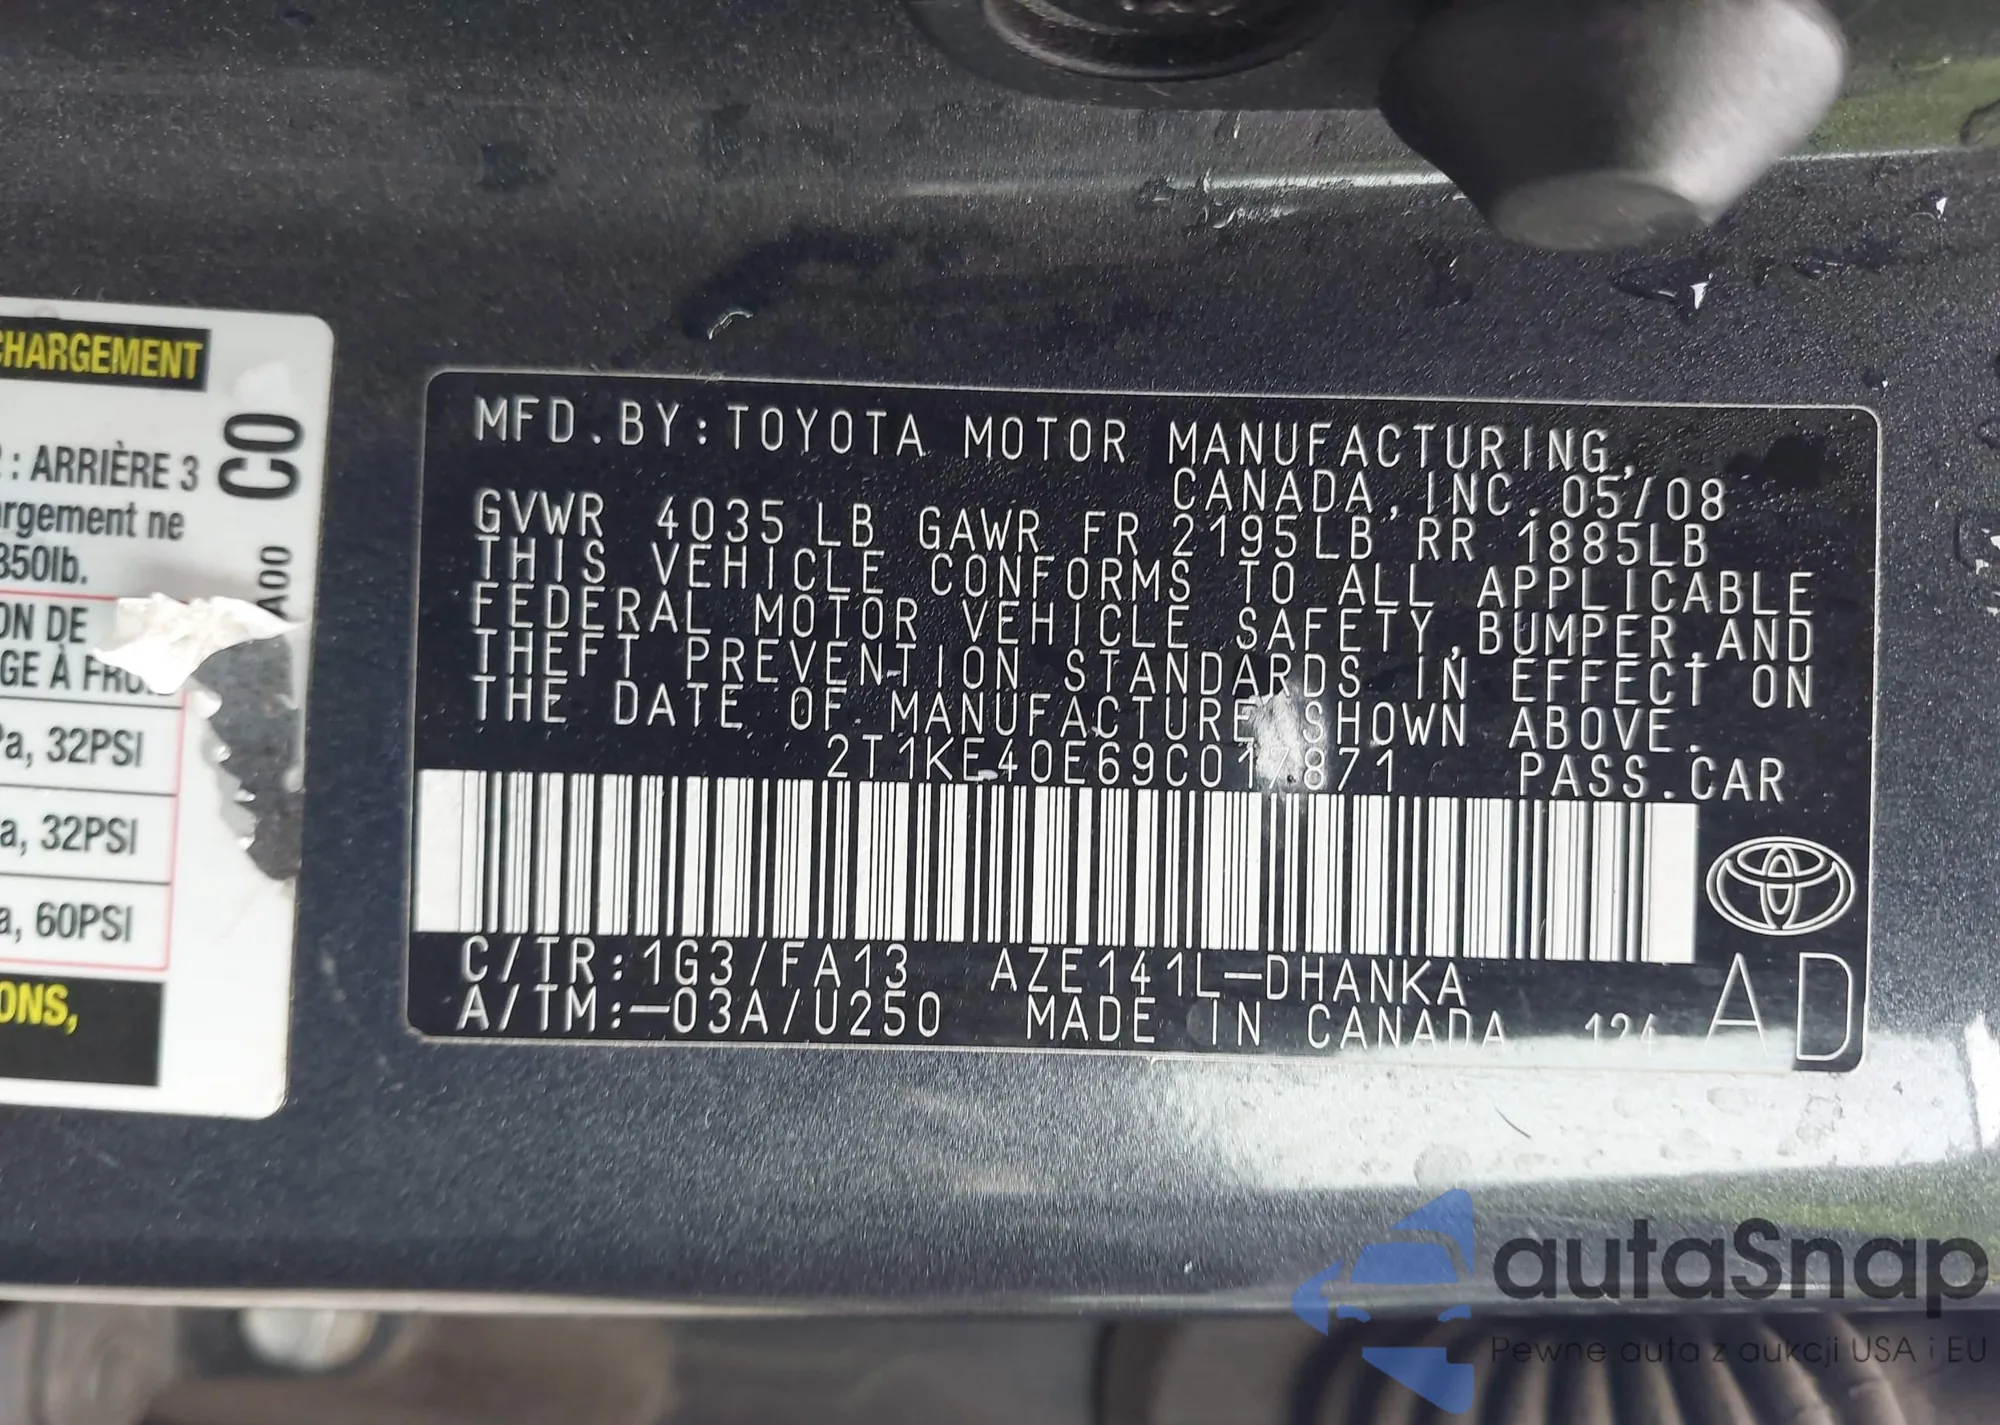 CHARGEMENT
: ARRIÈRE 3
rgement ne
350lb.
ON DE
GE À FRO
Pa, 32PSI
a, 32PSI
a, 60PSI
ONS,
CO
A00
MFD.BY:TOYOTA MOTOR MANUFACTURING,
CANADA,INC.05/08
GVWR 4035LB GAWR FR 2195LB RR 1885LB
THIS VEHICLE CONFORMS TO ALL APPLICABLE
FEDERAL MOTOR VEHICLE SAFETY,BUMPER,AND
THEFT PREVENTION STANDARDS IN EFFECT ON
THE DATE OF MANUFACTURE SHOWN ABOVE.
PASS.CAR
C/TR:1G3/FA13 AZE141L-DHANKA
A/TM:-03A/U250 MADE IN CANADA 124
AD
autaSnap
Pewne auta z aukcji USA i EU